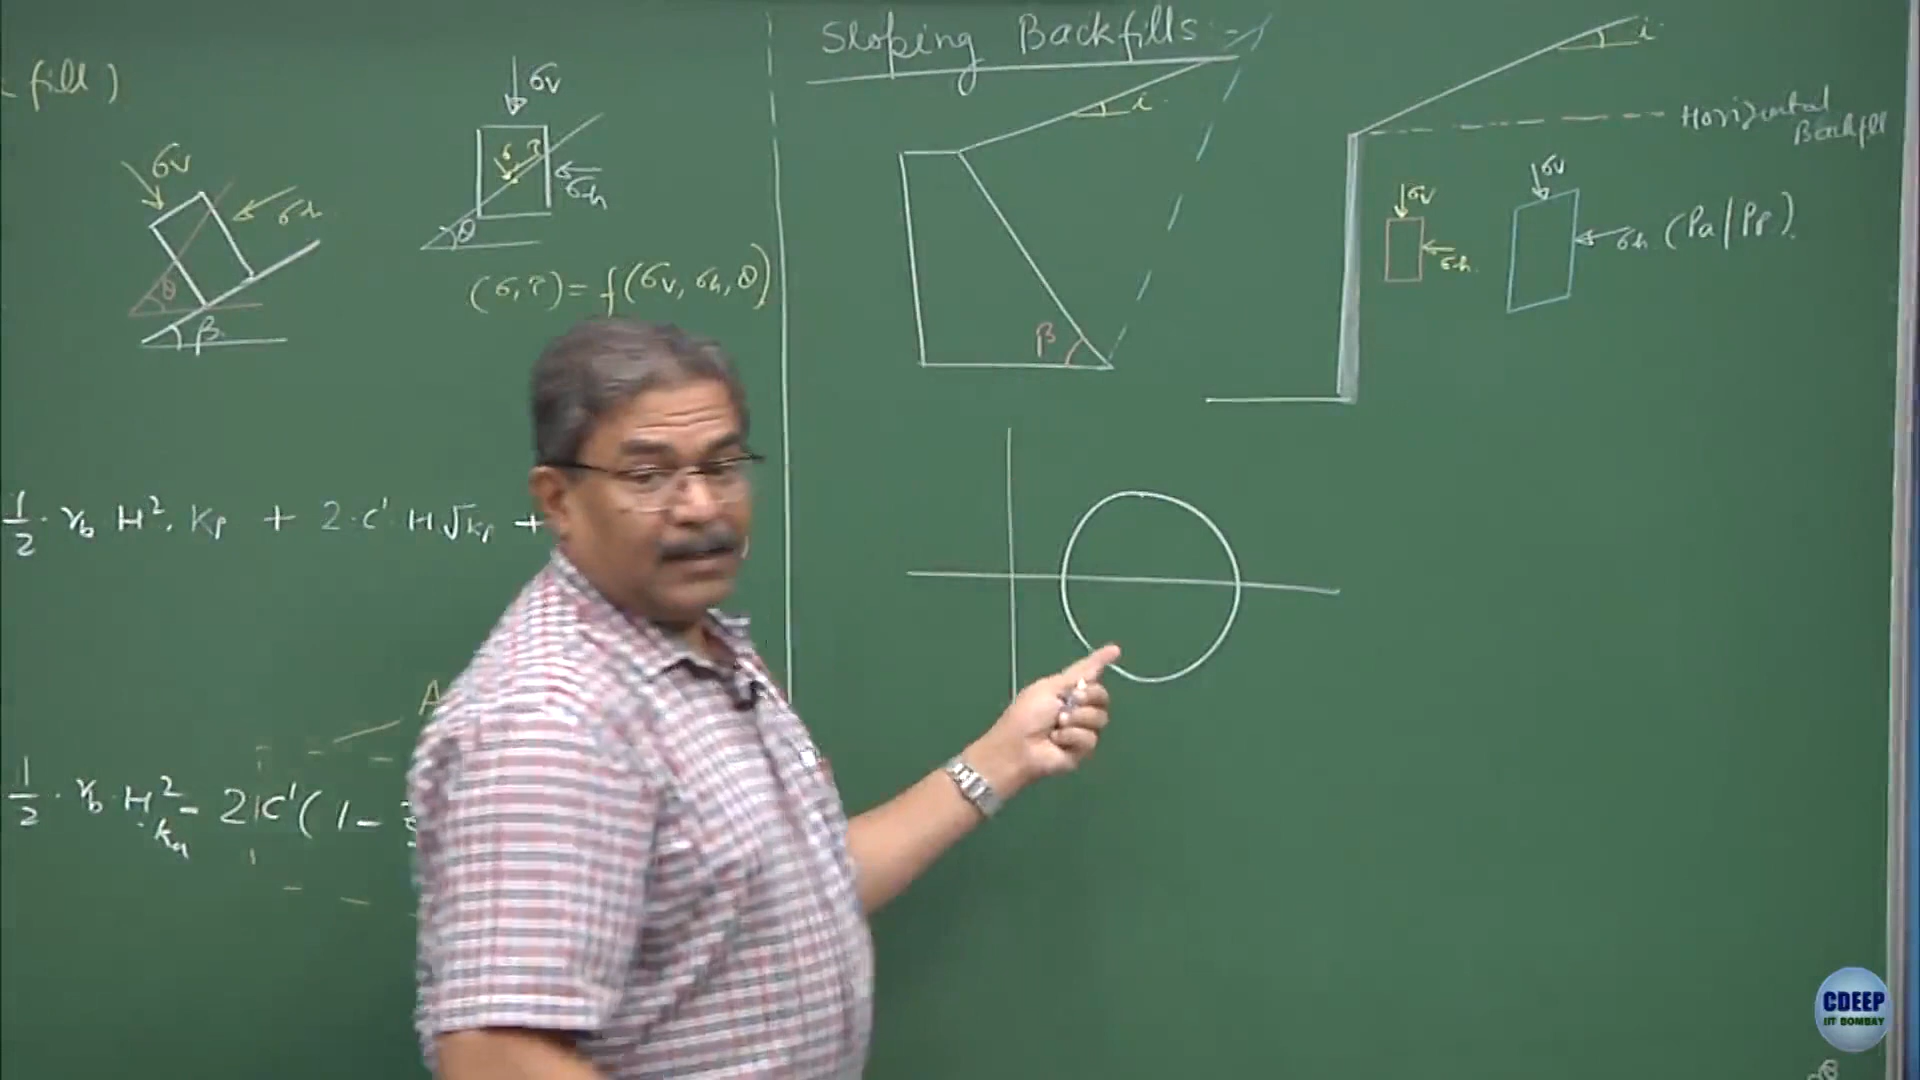 fill)
σv
σh
θ
β
σv
σ τ
σh
θ
(σ,τ) = f(σv, σh, θ)
1/2 · γb H². Kp + 2·c' H√Kp +
A
1/2 · γb · H² Ka - 2 c' ( 1 -
Sloping Backfills :-
i
β
i
Horizontal
Backfill
σv
σh
σv
σh (Pa/Pp)
CDEEP
IIT BOMBAY